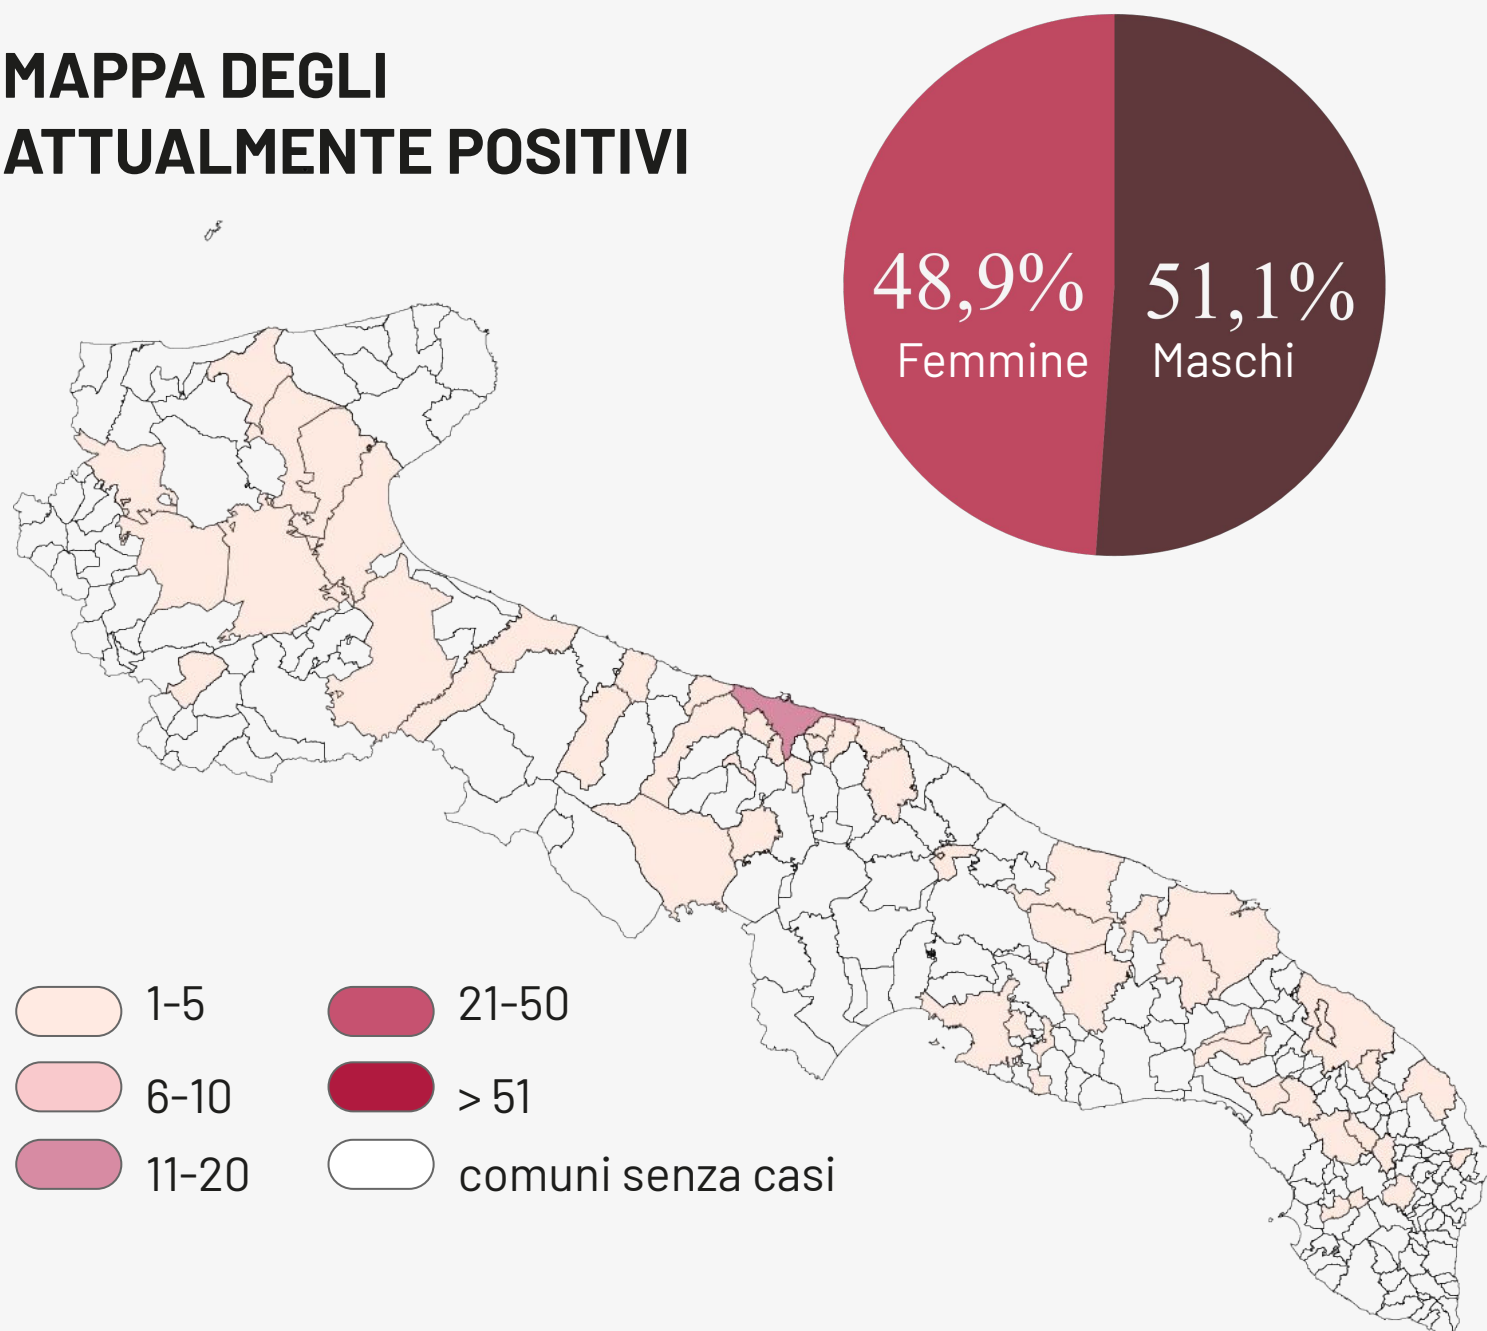 MAPPA DEGLI
ATTUALMENTE POSITIVI
48,9%
Femmine
51,1%
Maschi
1-5
6-10
11-20
21-50
> 51
comuni senza casi